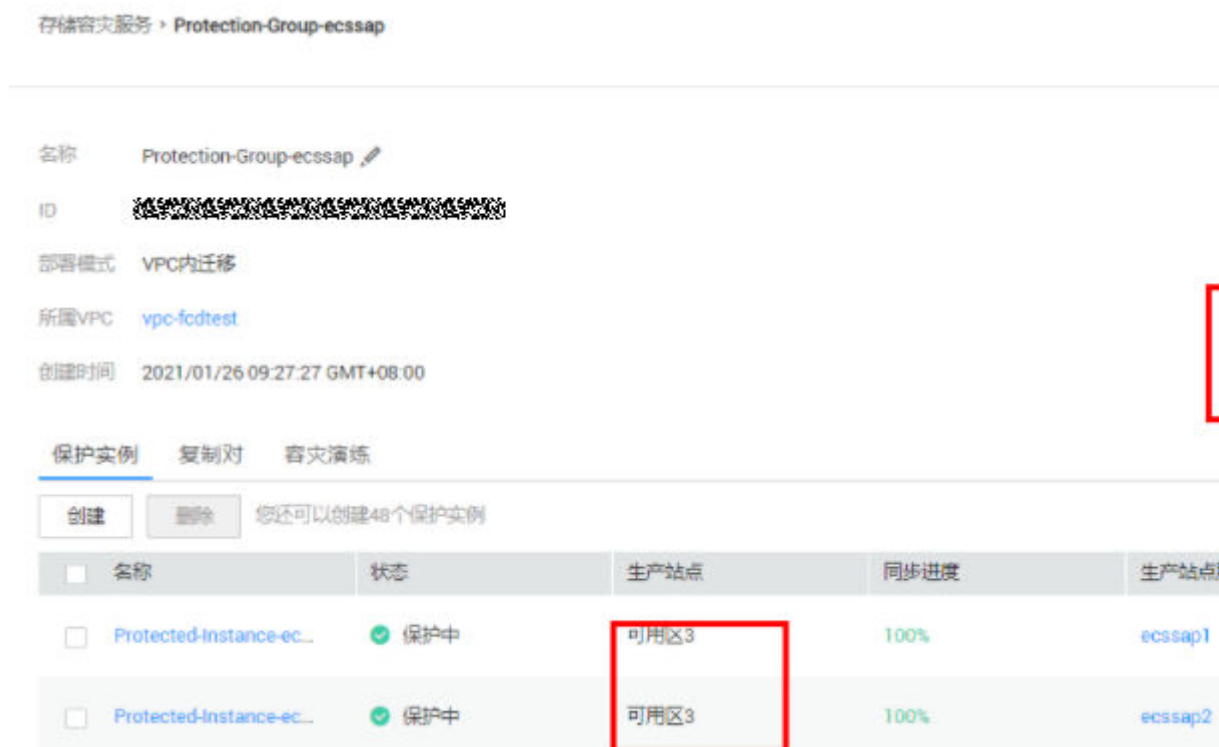 存储容灾服务 › Protection-Group-ecssap
名称 Protection-Group-ecssap
ID
部署模式 VPC内迁移
所属VPC vpc-fcdtest
创建时间 2021/01/26 09:27:27 GMT+08:00
保护实例 复制对 容灾演练
创建 删除 您还可以创建48个保护实例
名称 状态 生产站点 同步进度 生产站点
Protected-Instance-ec... 保护中 可用区3 100% ecssap1
Protected-Instance-ec... 保护中 可用区3 100% ecssap2